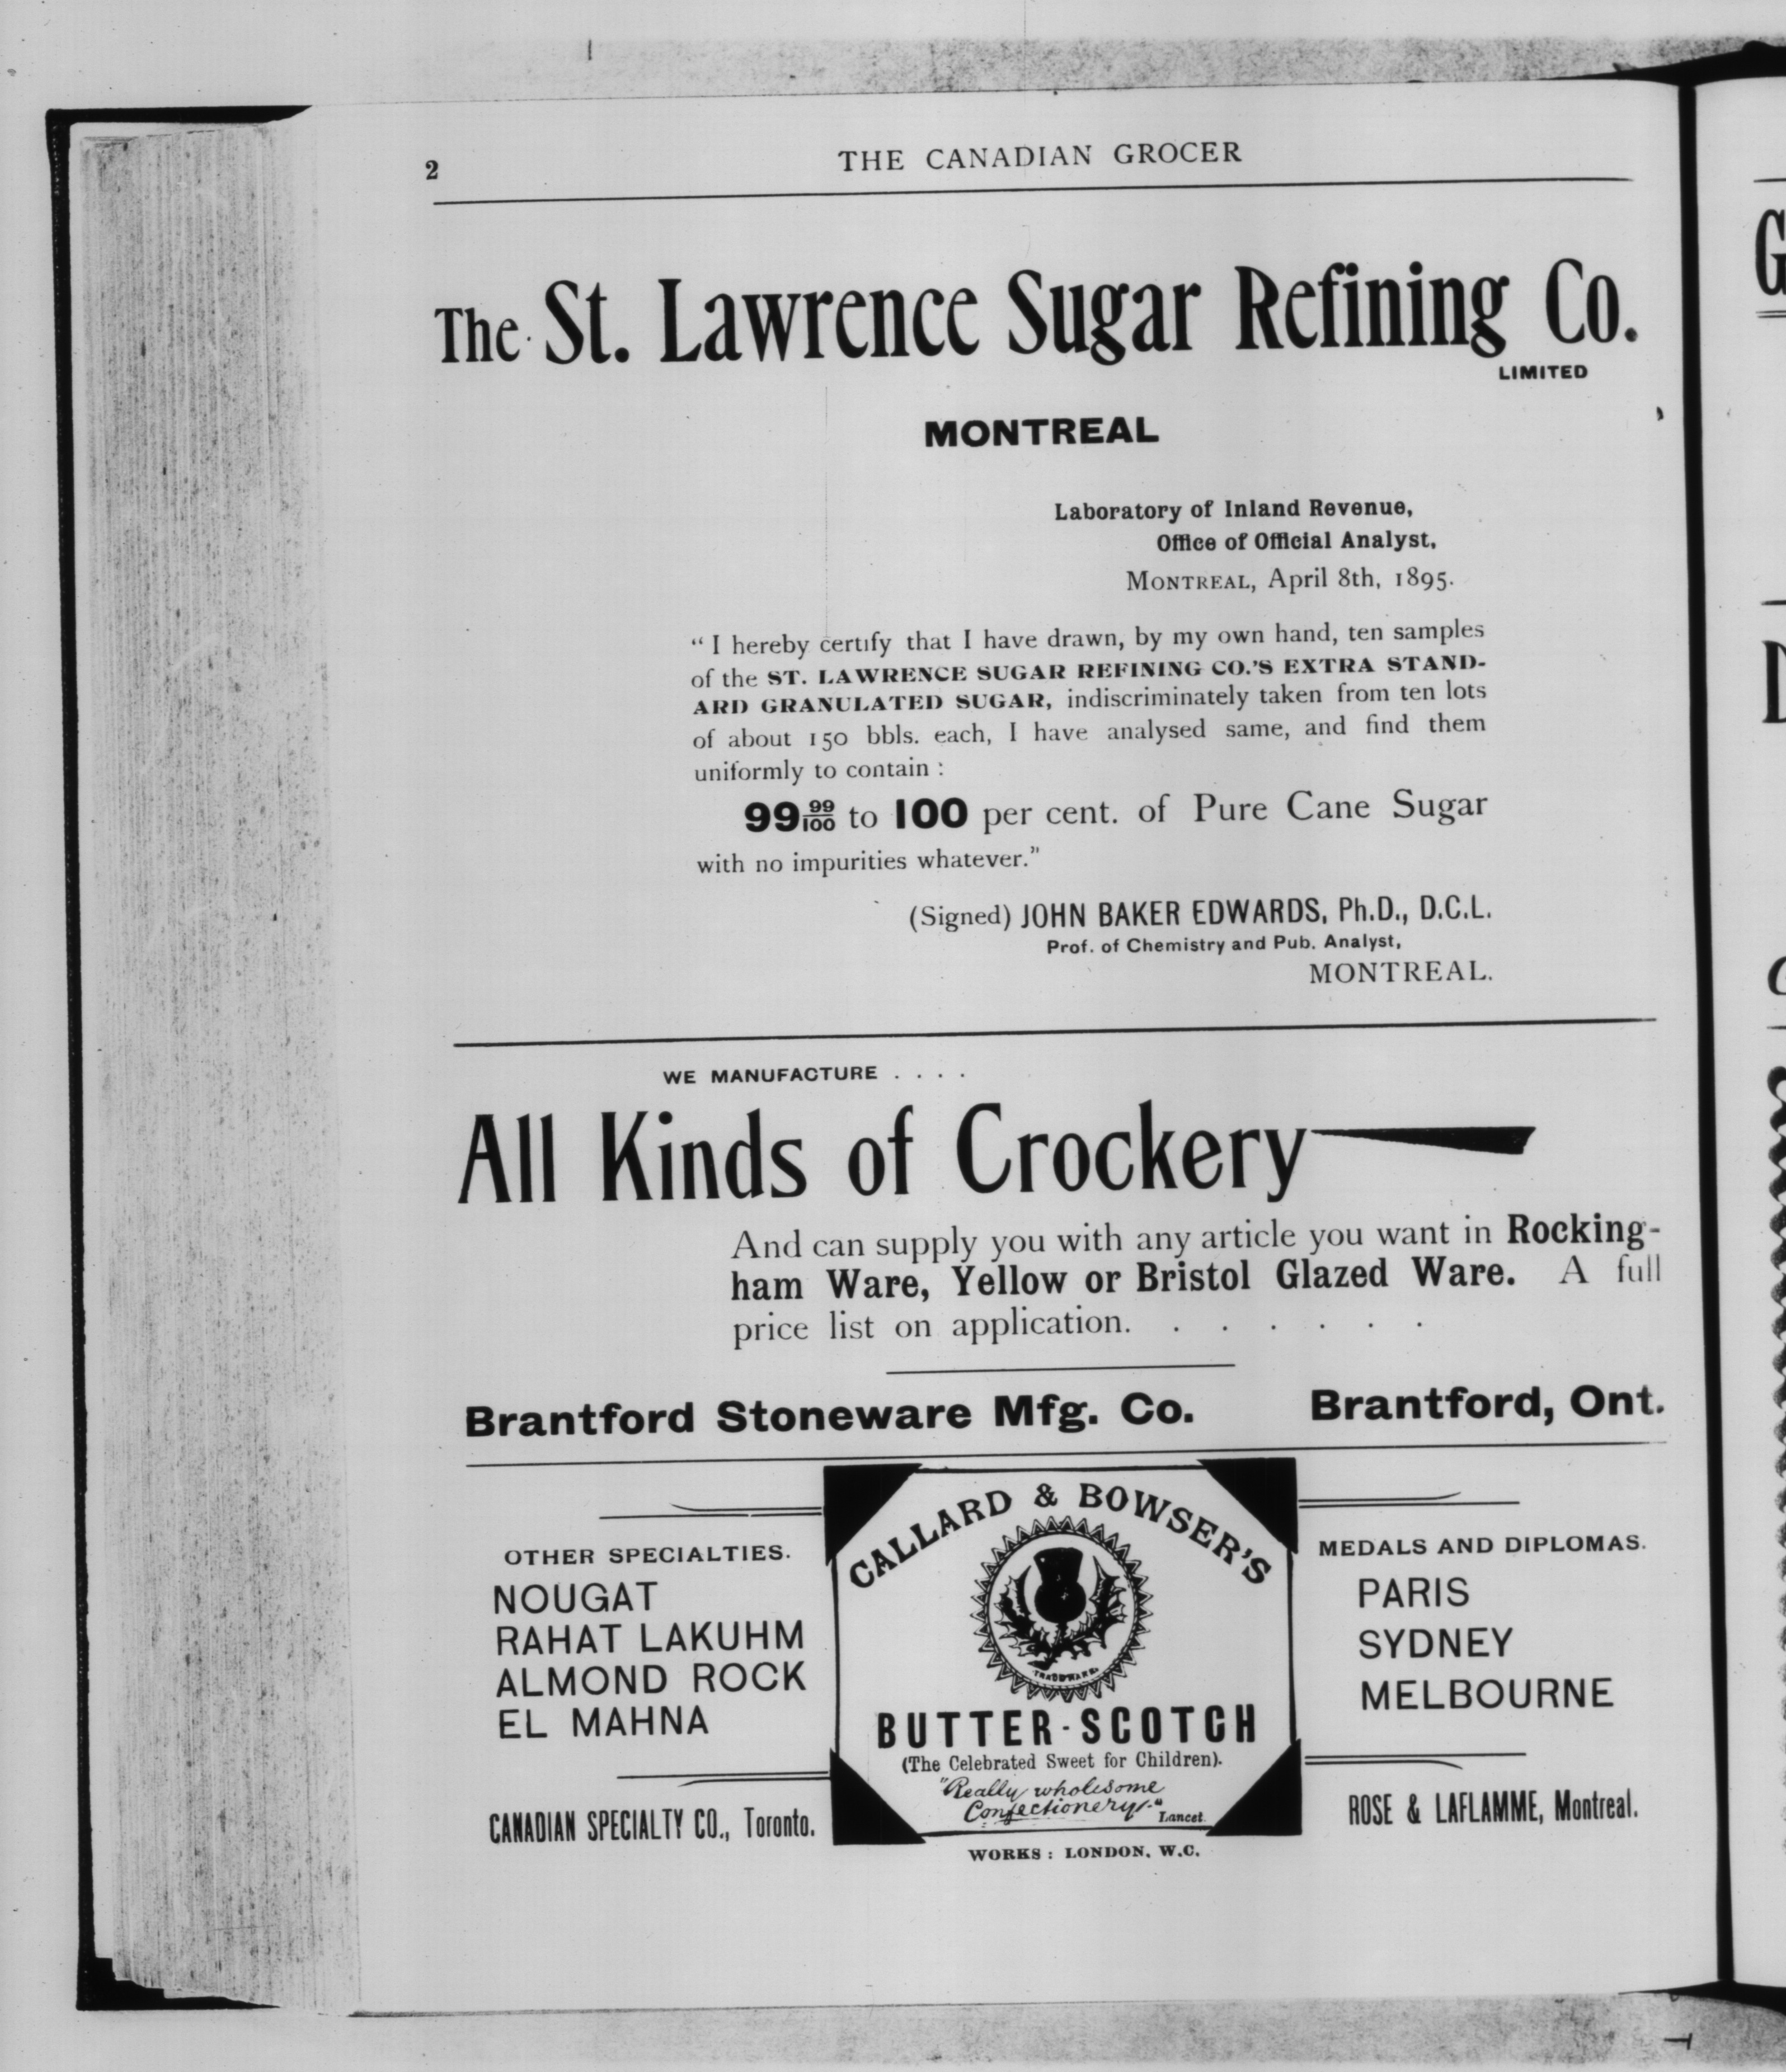 2
THE CANADIAN GROCER
The St. Lawrence Sugar Refining Co.
LIMITED
MONTREAL
Laboratory of Inland Revenue,
Office of Official Analyst,
MONTREAL, April 8th, 1895.
“ I hereby certify that I have drawn, by my own hand, ten samples
of the ST. LAWRENCE SUGAR REFINING CO.'S EXTRA STAND-
ARD GRANULATED SUGAR, indiscriminately taken from ten lots
of about 150 bbls. each, I have analysed same, and find them
uniformly to contain :
99 99/100 to 100 per cent. of Pure Cane Sugar
with no impurities whatever.”
(Signed) JOHN BAKER EDWARDS, Ph.D., D.C.L.
Prof. of Chemistry and Pub. Analyst,
MONTREAL.
WE MANUFACTURE . . . .
All Kinds of Crockery
And can supply you with any article you want in Rocking-
ham Ware, Yellow or Bristol Glazed Ware. A full
price list on application. . . . . . .
Brantford Stoneware Mfg. Co. Brantford, Ont.
OTHER SPECIALTIES.
NOUGAT
RAHAT LAKUHM
ALMOND ROCK
EL MAHNA
CANADIAN SPECIALTY CO., Toronto.
CALLARD & BOWSER'S
TRADE MARK
BUTTER-SCOTCH
(The Celebrated Sweet for Children).
"Really wholesome
Confectionery."
Lancet
WORKS : LONDON, W.C.
MEDALS AND DIPLOMAS.
PARIS
SYDNEY
MELBOURNE
ROSE & LAFLAMME, Montreal.